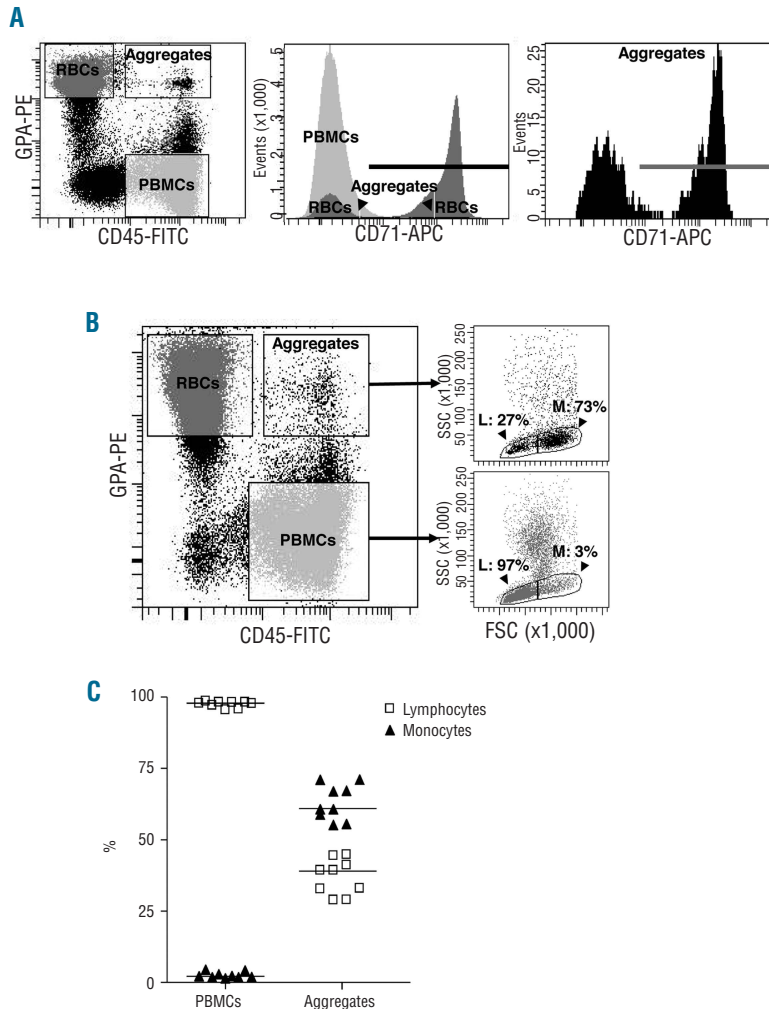 A
RBCs
Aggregates
PBMCs
GPA-PE
CD45-FITC
Events (x1,000)
5
4
3
2
1
0
PBMCs
Aggregates
RBCs
RBCs
CD71-APC
Events
25
20
15
10
5
0
Aggregates
CD71-APC
B
RBCs
Aggregates
PBMCs
GPA-PE
CD45-FITC
SSC (x1,000)
50 100 150 200 250
L: 27%
M: 73%
SSC (x1,000)
50 100 150 200 250
L: 97%
M: 3%
FSC (x1,000)
C
%
100
75
50
25
0
Lymphocytes
Monocytes
PBMCs
Aggregates